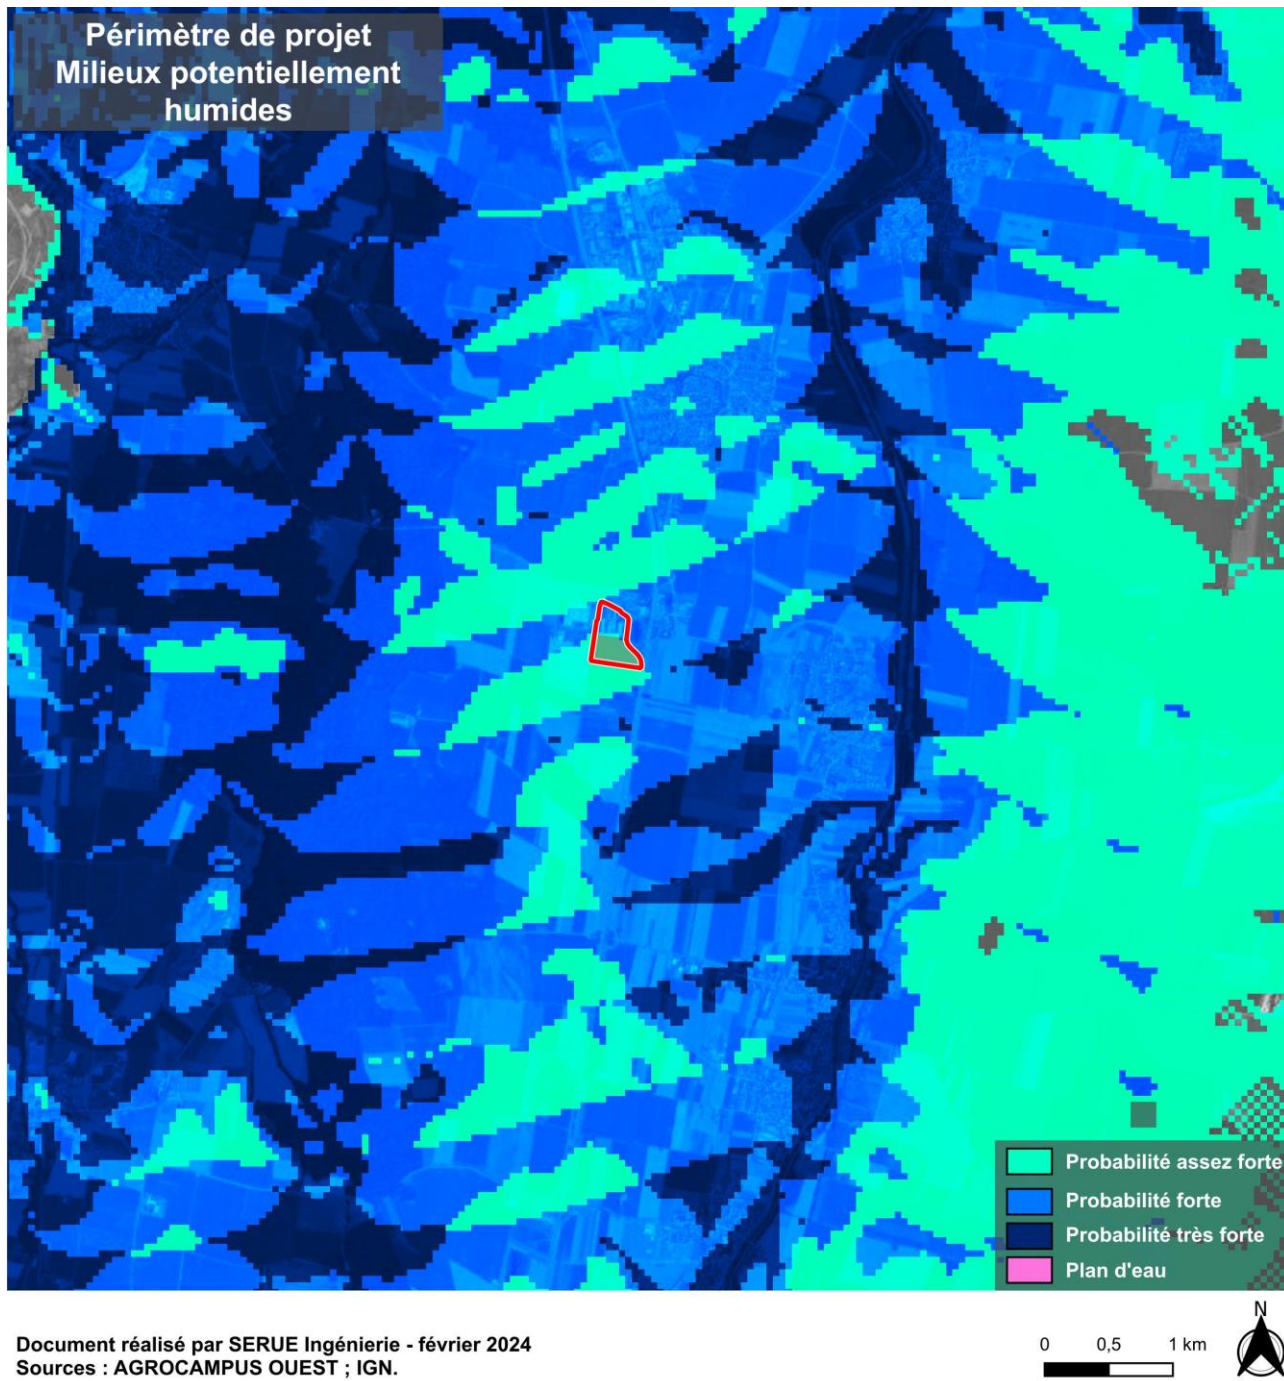 Périmètre de projet
Milieux potentiellement
humides
Probabilité assez forte
Probabilité forte
Probabilité très forte
Plan d'eau
Document réalisé par SERUE Ingénierie - février 2024
Sources : AGROCAMPUS OUEST ; IGN.
0 0,5 1 km
N